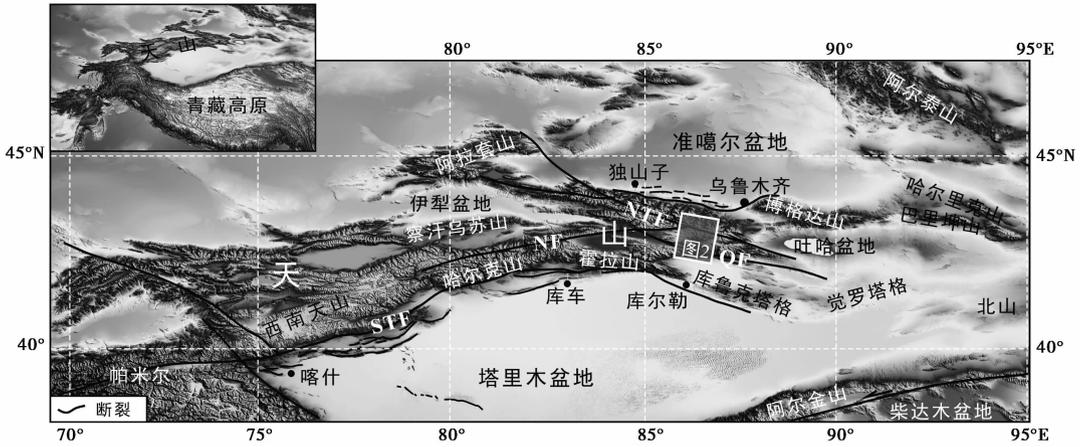 天 山
青藏高原
80° 85° 90° 95°E
45°N
45°N
阿尔泰山
准噶尔盆地
阿拉套山
独山子
乌鲁木齐
哈尔里克山
伊犁盆地
博格达山
巴里坤山
NTF
察汗乌苏山
山
NF
图2
吐哈盆地
QF
霍拉山
天
哈尔克山
库鲁克塔格
觉罗塔格
库车
库尔勒
北山
西南天山
STF
40°
40°
帕米尔
喀什
塔里木盆地
阿尔金山
柴达木盆地
断裂
70° 75° 80° 85° 90° 95°E